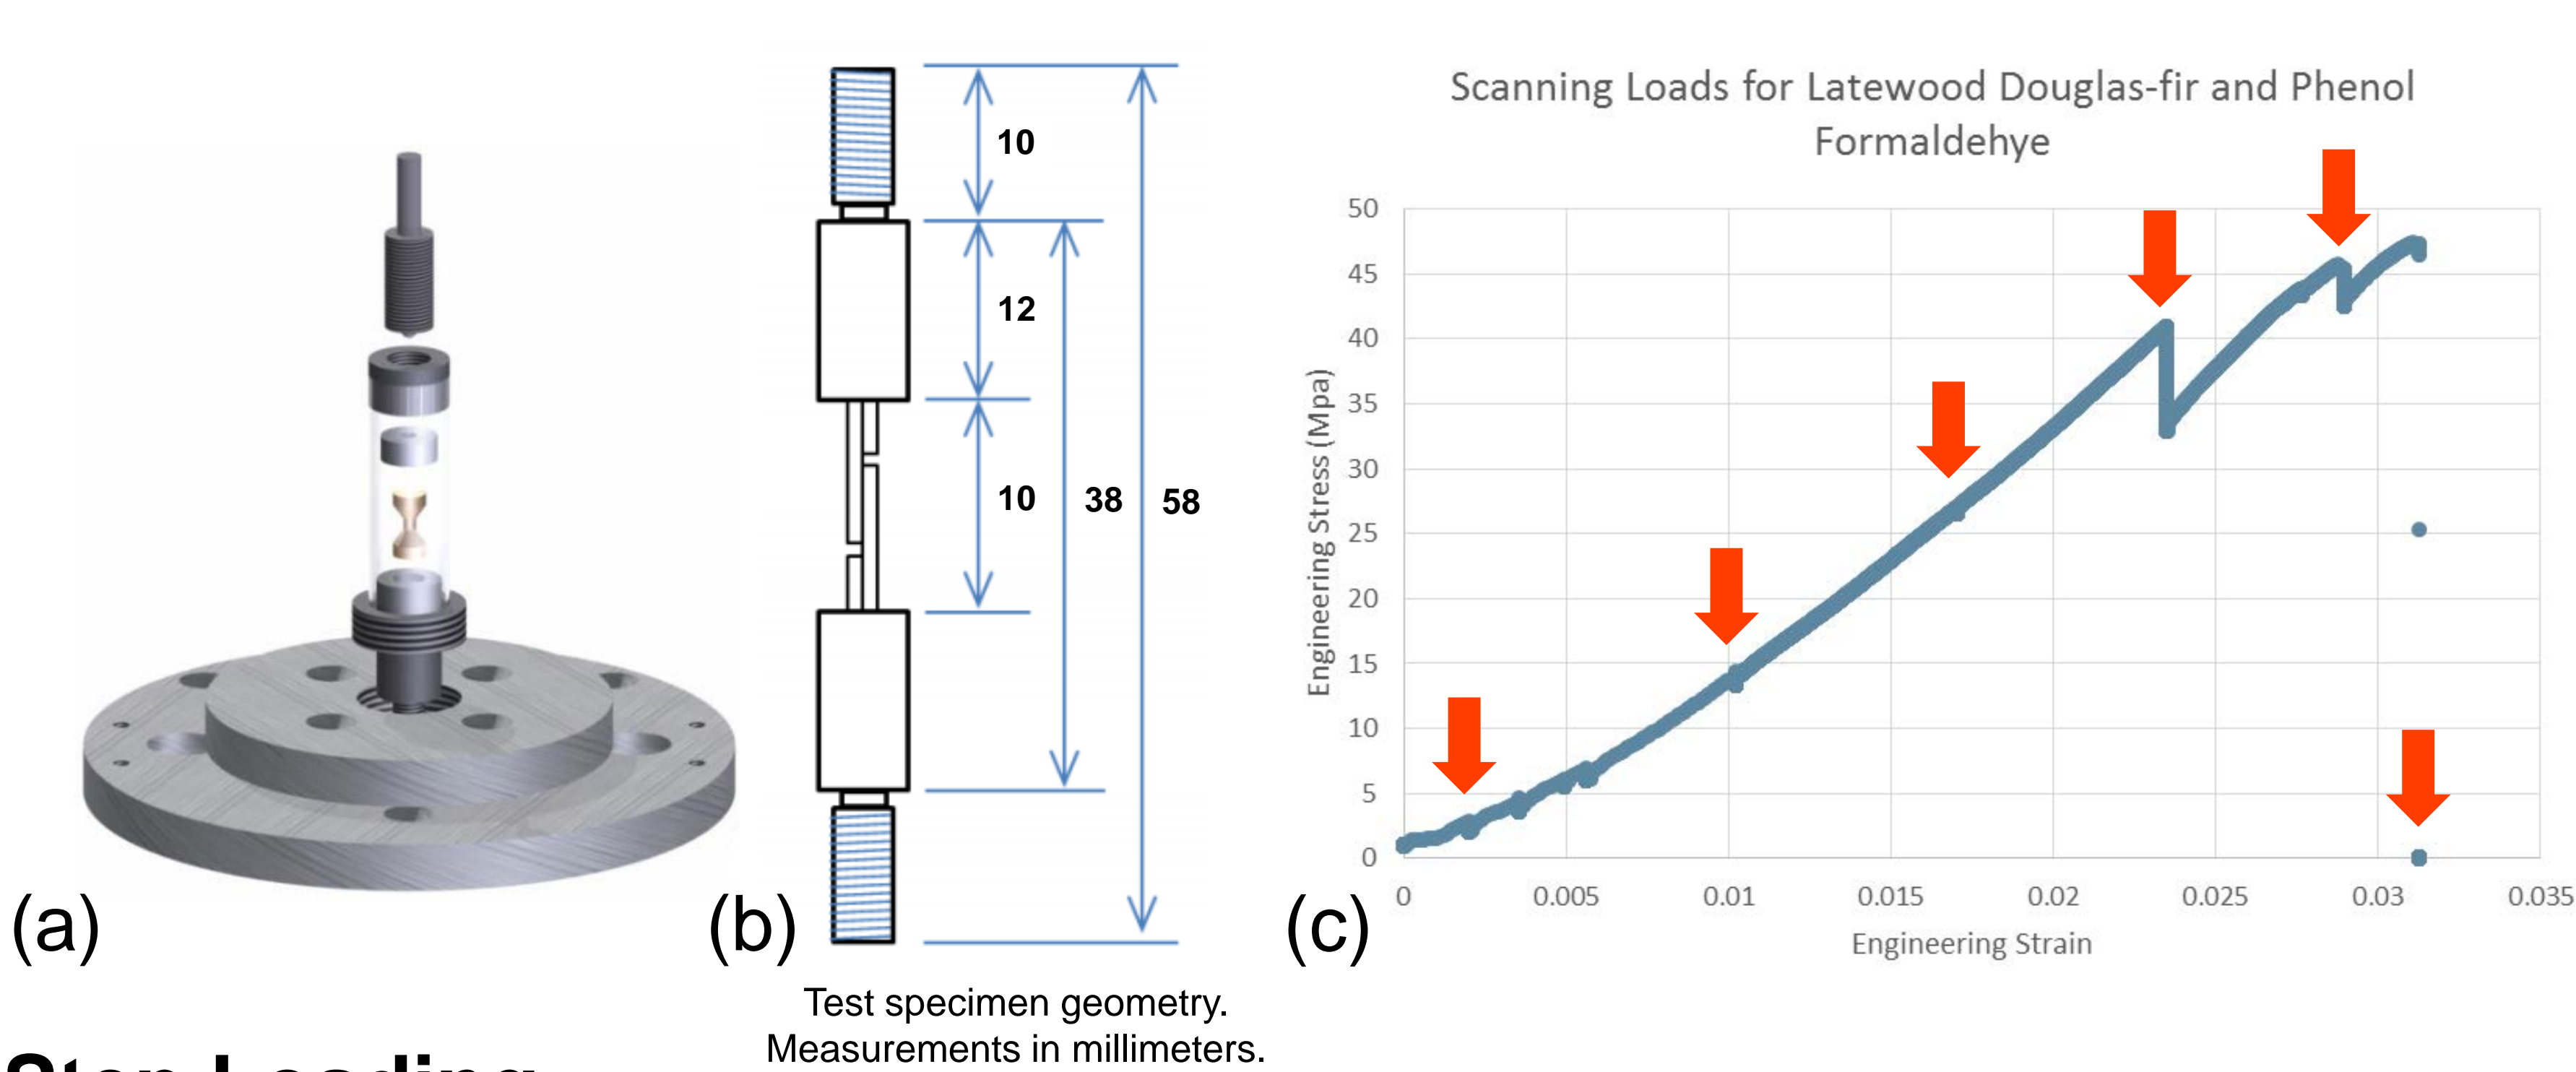 (a)
10
12
10
38
58
(b)
Test specimen geometry.
Measurements in millimeters.
Scanning Loads for Latewood Douglas-fir and Phenol
Formaldehye
Engineering Stress (Mpa)
50
45
40
35
30
25
20
15
10
5
0
0
0.005
0.01
0.015
0.02
0.025
0.03
0.035
Engineering Strain
(c)
Step Loading